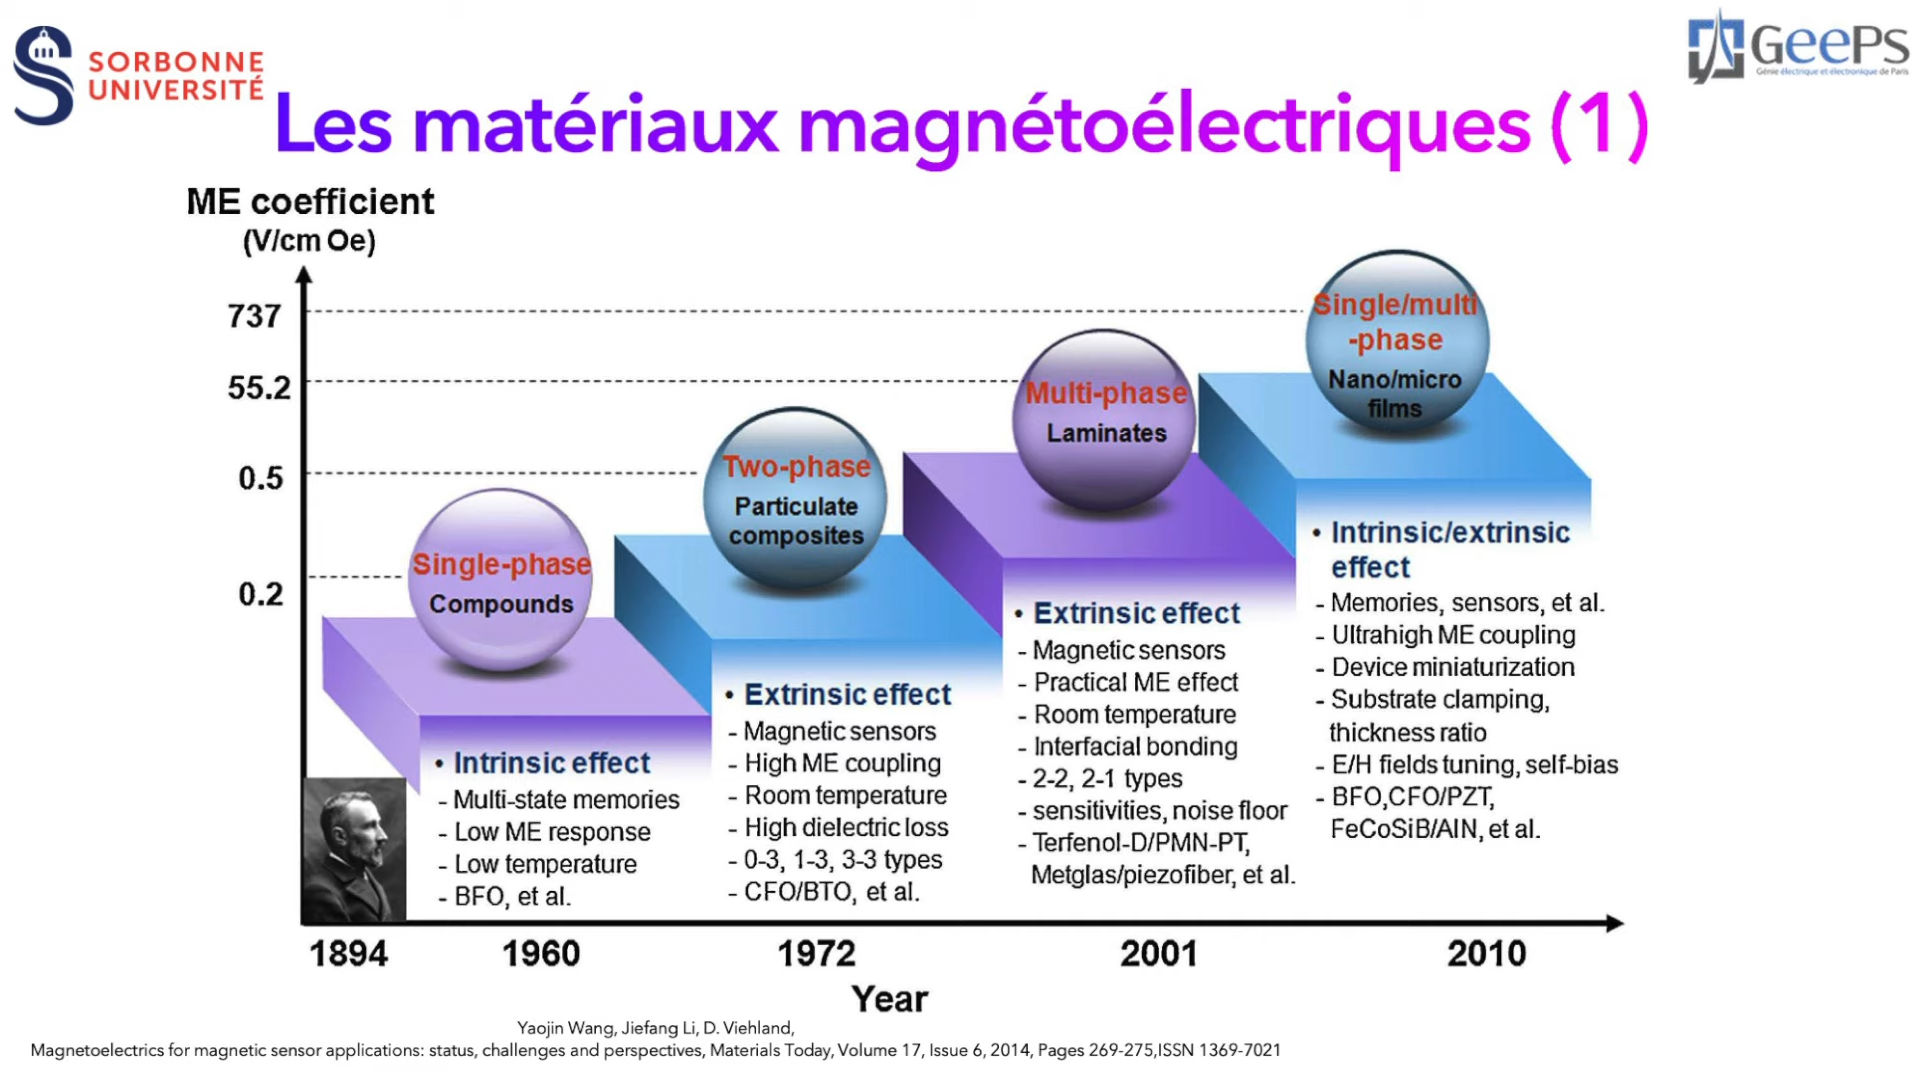 SORBONNE
UNIVERSITÉ
GeePs
Génie électrique et électronique de Paris
Les matériaux magnétoélectriques (1)
ME coefficient
(V/cm Oe)
737
55.2
0.5
0.2
Single-phase
Compounds
Two-phase
Particulate
composites
Multi-phase
Laminates
Single/multi
-phase
Nano/micro
films
• Intrinsic effect
- Multi-state memories
- Low ME response
- Low temperature
- BFO, et al.
• Extrinsic effect
- Magnetic sensors
- High ME coupling
- Room temperature
- High dielectric loss
- 0-3, 1-3, 3-3 types
- CFO/BTO, et al.
• Extrinsic effect
- Magnetic sensors
- Practical ME effect
- Room temperature
- Interfacial bonding
- 2-2, 2-1 types
- sensitivities, noise floor
- Terfenol-D/PMN-PT,
Metglas/piezofiber, et al.
• Intrinsic/extrinsic
effect
- Memories, sensors, et al.
- Ultrahigh ME coupling
- Device miniaturization
- Substrate clamping,
thickness ratio
- E/H fields tuning, self-bias
- BFO,CFO/PZT,
FeCoSiB/AlN, et al.
1894
1960
1972
2001
2010
Year
Yaojin Wang, Jiefang Li, D. Viehland,
Magnetoelectrics for magnetic sensor applications: status, challenges and perspectives, Materials Today, Volume 17, Issue 6, 2014, Pages 269-275,ISSN 1369-7021